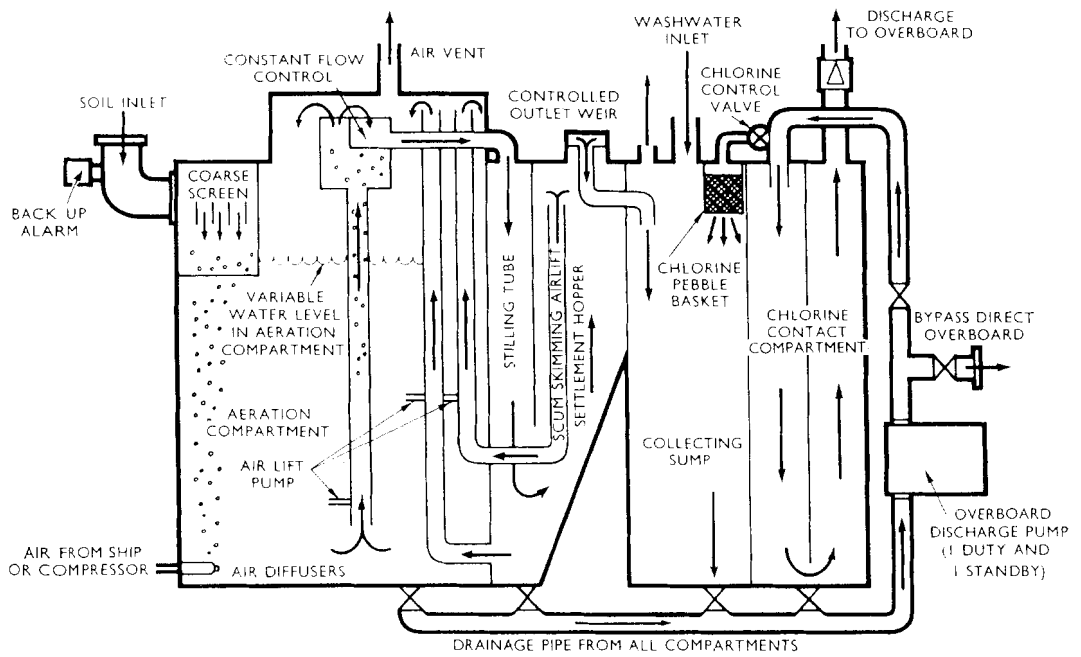 SOIL INLET
BACK UP
ALARM
COARSE
SCREEN
CONSTANT FLOW
CONTROL
AIR VENT
CONTROLLED
OUTLET WEIR
WASHWATER
INLET
CHLORINE
CONTROL
VALVE
DISCHARGE
TO OVERBOARD
VARIABLE
WATER LEVEL
IN AERATION
COMPARTMENT
STILLING TUBE
SCUM SKIMMING AIRLIFT
SETTLEMENT HOPPER
CHLORINE
PEBBLE
BASKET
CHLORINE
CONTACT
COMPARTMENT
BYPASS DIRECT
OVERBOARD
AERATION
COMPARTMENT
AIR LIFT
PUMP
COLLECTING
SUMP
OVERBOARD
DISCHARGE PUMP
(1 DUTY AND
1 STANDBY)
AIR FROM SHIP
OR COMPRESSOR
AIR DIFFUSERS
DRAINAGE PIPE FROM ALL COMPARTMENTS